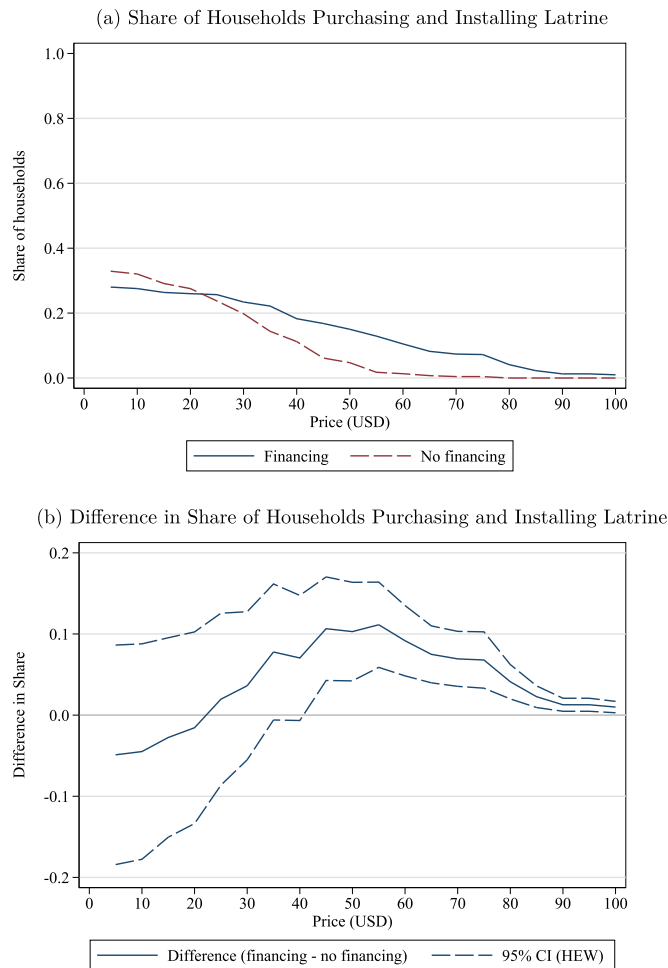 (a) Share of Households Purchasing and Installing Latrine
1.0
0.8
0.6
0.4
0.2
0.0
Share of households
0 10 20 30 40 50 60 70 80 90 100
Price (USD)
Financing No financing
(b) Difference in Share of Households Purchasing and Installing Latrine
0.2
0.1
0.0
-0.1
-0.2
Difference in Share
0 10 20 30 40 50 60 70 80 90 100
Price (USD)
Difference (financing - no financing) 95% CI (HEW)